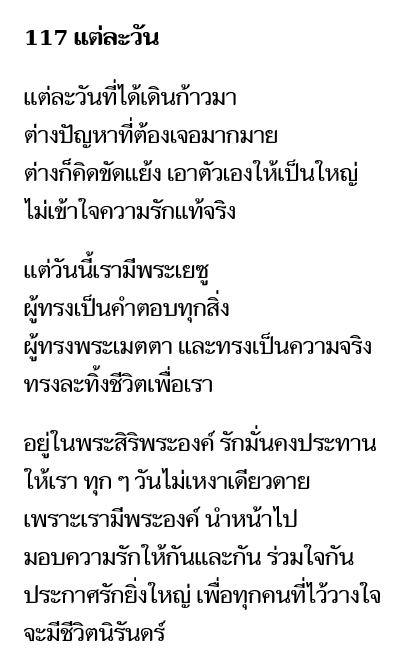 117 แต่ละวัน
แต่ละวันที่ได้เดินก้าวมา
ต่างปัญหาที่ต้องเจอมากมาย
ต่างก็คิดขัดแย้ง เอาตัวเองให้เป็นใหญ่
ไม่เข้าใจความรักแท้จริง
แต่วันนี้เรามีพระเยซู
ผู้ทรงเป็นคำตอบทุกสิ่ง
ผู้ทรงพระเมตตา และทรงเป็นความจริง
ทรงละทิ้งชีวิตเพื่อเรา
อยู่ในพระสิริพระองค์ รักมั่นคงประทาน
ให้เรา ทุก ๆ วันไม่เหงาเดียวดาย
เพราะเรามีพระองค์ นำหน้าไป
มอบความรักให้กันและกัน ร่วมใจกัน
ประกาศรักยิ่งใหญ่ เพื่อทุกคนที่ไว้วางใจ
จะมีชีวิตนิรันดร์